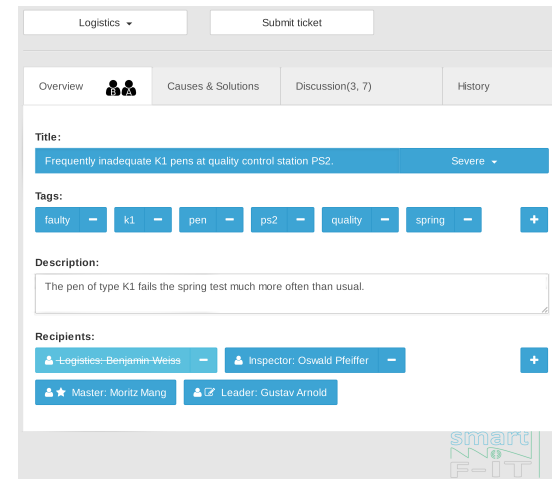 Logistics
Submit ticket
Overview B A Causes & Solutions Discussion(3, 7) History
Title:
Frequently inadequate K1 pens at quality control station PS2. Severe
Tags:
faulty k1 pen ps2 quality spring
Description:
The pen of type K1 fails the spring test much more often than usual.
Recipients:
Logistics: Benjamin Weiss Inspector: Oswald Pfeiffer
Master: Moritz Mang Leader: Gustav Arnold
smart
F-IT